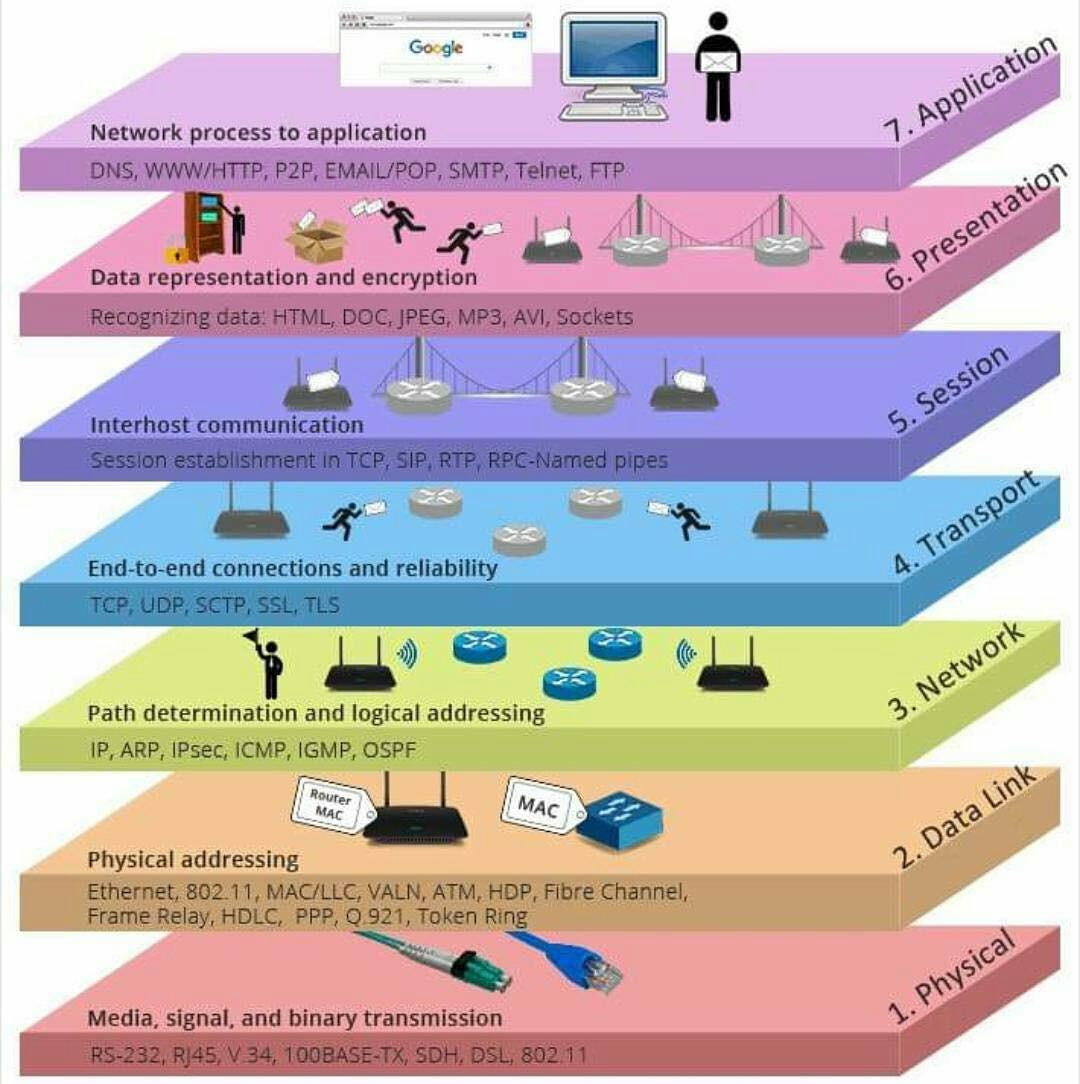 Google
7. Application
Network process to application
DNS, WWW/HTTP, P2P, EMAIL/POP, SMTP, Telnet, FTP
6. Presentation
Data representation and encryption
Recognizing data: HTML, DOC, JPEG, MP3, AVI, Sockets
5. Session
Interhost communication
Session establishment in TCP, SIP, RTP, RPC-Named pipes
4. Transport
End-to-end connections and reliability
TCP, UDP, SCTP, SSL, TLS
3. Network
Path determination and logical addressing
IP, ARP, IPsec, ICMP, IGMP, OSPF
2. Data Link
Router
MAC
MAC
Physical addressing
Ethernet, 802.11, MAC/LLC, VALN, ATM, HDP, Fibre Channel,
Frame Relay, HDLC, PPP, Q.921, Token Ring
1. Physical
Media, signal, and binary transmission
RS-232, RJ45, V.34, 100BASE-TX, SDH, DSL, 802.11